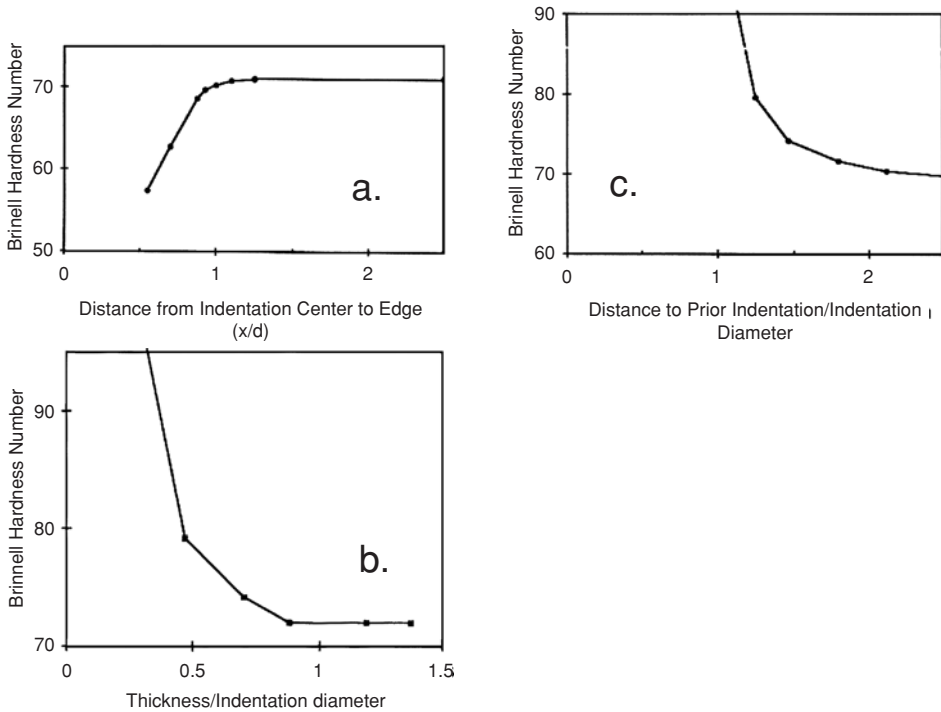 Brinell Hardness Number
70
60
50
0
1
2
a.
Distance from Indentation Center to Edge
(x/d)
Brinell Hardness Number
90
80
70
60
0
1
2
c.
Distance to Prior Indentation/Indentation
Diameter
Brinnell Hardness Number
90
80
70
0
0.5
1
1.5
b.
Thickness/Indentation diameter